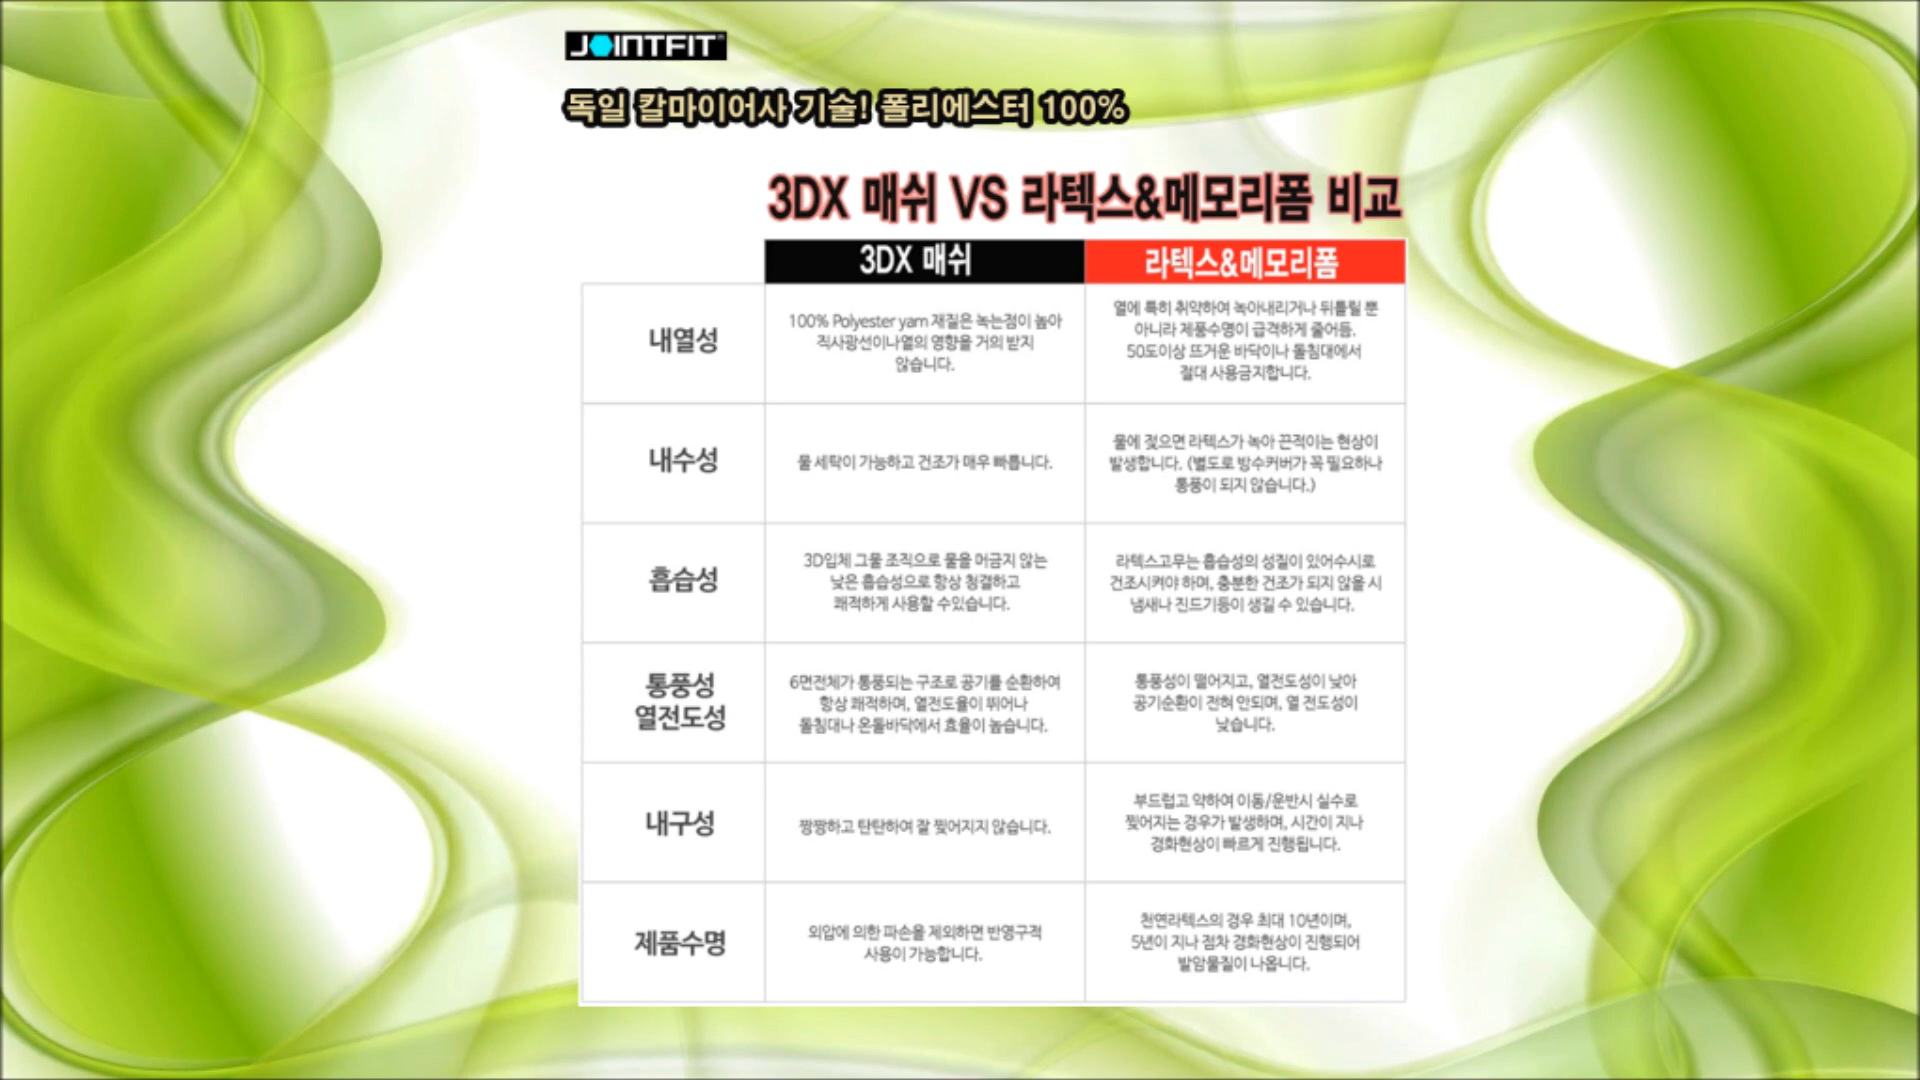 JOINTFIT
독일 칼마이어사 기술! 폴리에스터 100%
3DX 매쉬 VS 라텍스&메모리폼 비교
3DX 매쉬
라텍스&메모리폼
내열성
100% Polyester yarn 재질은 녹는점이 높아
직사광선이나열의 영향을 거의 받지
않습니다.
열에 특히 취약하여 녹아내리거나 뒤틀릴 뿐
아니라 제품수명이 급격하게 줄어듬.
50도이상 뜨거운 바닥이나 돌침대에서
절대 사용금지합니다.
내수성
물 세탁이 가능하고 건조가 매우 빠릅니다.
물에 젖으면 라텍스가 녹아 끈적이는 현상이
발생합니다. (별도로 방수커버가 꼭 필요하나
통풍이 되지 않습니다.)
흡습성
3D입체 그물 조직으로 물을 머금지 않는
낮은 흡습성으로 항상 청결하고
쾌적하게 사용할 수있습니다.
라텍스고무는 흡습성의 성질이 있어수시로
건조시켜야 하며, 충분한 건조가 되지 않을 시
냄새나 진드기등이 생길 수 있습니다.
통풍성
열전도성
6면전체가 통풍되는 구조로 공기를 순환하여
항상 쾌적하며, 열전도율이 뛰어나
돌침대나 온돌바닥에서 효율이 높습니다.
통풍성이 떨어지고, 열전도성이 낮아
공기순환이 전혀 안되며, 열 전도성이
낮습니다.
내구성
짱짱하고 탄탄하여 잘 찢어지지 않습니다.
부드럽고 약하여 이동/운반시 실수로
찢어지는 경우가 발생하며, 시간이 지나
경화현상이 빠르게 진행됩니다.
제품수명
외압에 의한 파손을 제외하면 반영구적
사용이 가능합니다.
천연라텍스의 경우 최대 10년이며,
5년이 지나 점차 경화현상이 진행되어
발암물질이 나옵니다.